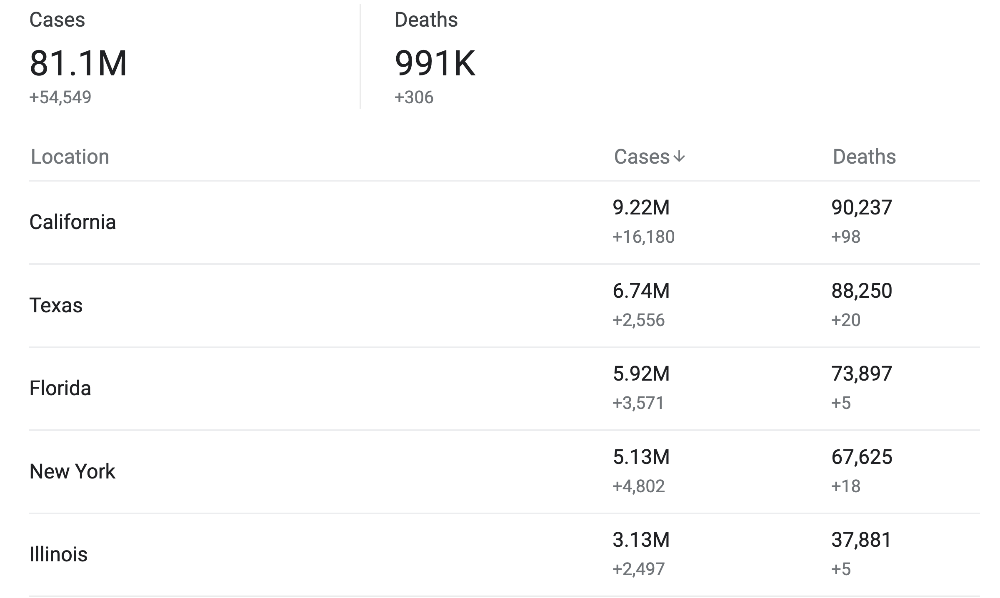 Cases Deaths
81.1M 991K
+54,549 +306
Location Cases↓ Deaths
9.22M 90,237
California
+16,180 +98
6.74M 88,250
Texas
+2,556 +20
5.92M 73,897
Florida
+3,571 +5
5.13M 67,625
New York
+4,802 +18
3.13M 37,881
Illinois
+2,497 +5